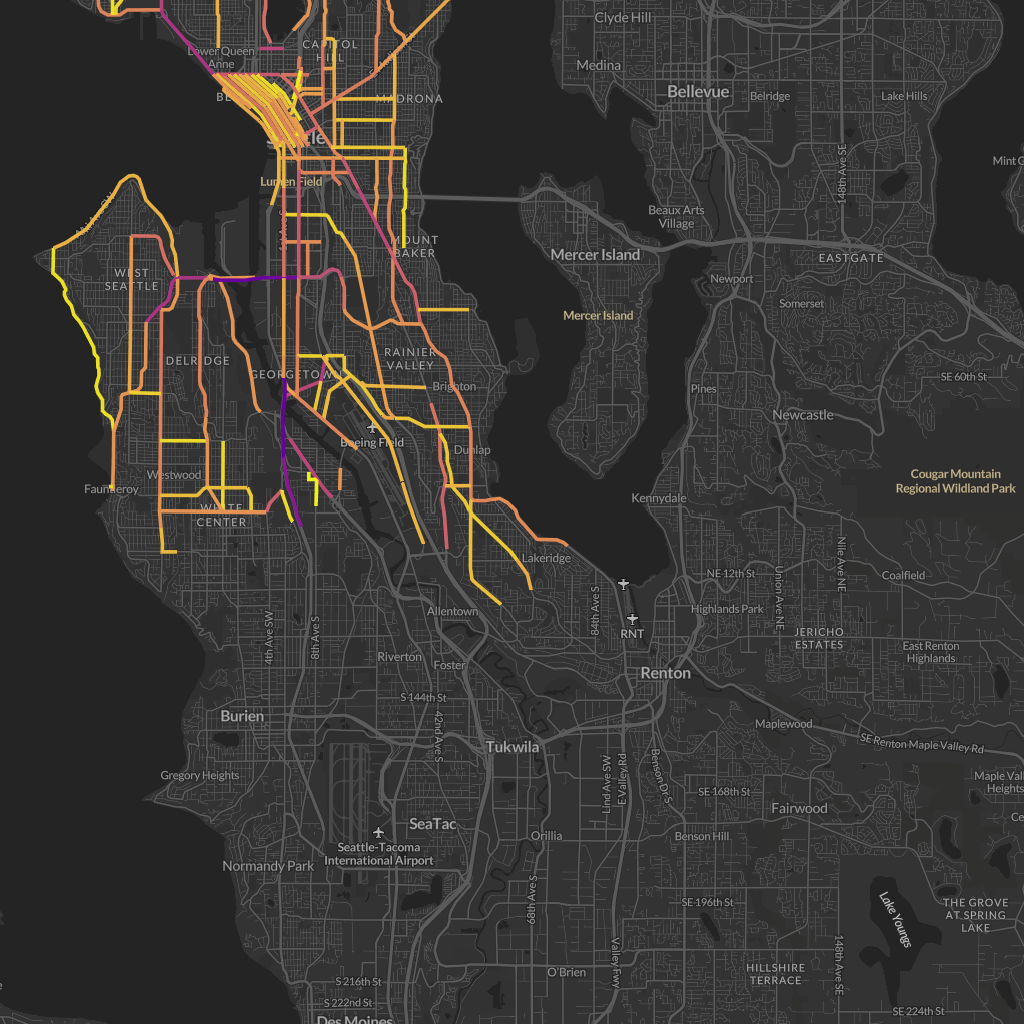 Clyde Hill
Lower Queen
Anne
CAPITOL
HILL
Medina
Bellevue
Belridge
Lake Hills
MADRONA
148th Ave SE
Lumen Field
Beaux Arts
Village
MOUNT
BAKER
Mercer Island
EASTGATE
WEST
SEATTLE
Newport
Somerset
Mercer Island
DELRIDGE
RAINIER
VALLEY
GEORGETOWN
Brighton
Pines
SE 60th St
Newcastle
Boeing Field
Dunlap
Westwood
Cougar Mountain
Regional Wildland Park
Fauntleroy
Kennydale
WHITE
CENTER
Lakeridge
Nile Ave NE
NE 12th St
Coalfield
Union Ave NE
84th Ave S
Allentown
Highlands Park
RNT
JERICHO
ESTATES
4th Ave SW
8th Ave S
East Renton
Highlands
Riverton
Foster
Renton
S 144th St
Burien
42nd Ave S
Maplewood
SE Renton Maple Valley Rd
Tukwila
Gregory Heights
Lind Ave SW
E Valley Rd
Benson Dr S
SE 168th St
Maple Vall
Heights
Fairwood
SeaTac
Orillia
Benson Hill
Seattle-Tacoma
International Airport
Normandy Park
68th Ave S
SE 196th St
Lake Youngs
THE GROVE
AT SPRING
LAKE
148th Ave SE
Valley Fwy
O'Brien
HILLSHIRE
TERRACE
S 216th St
S 222nd St
SE 224th St
Des Moines